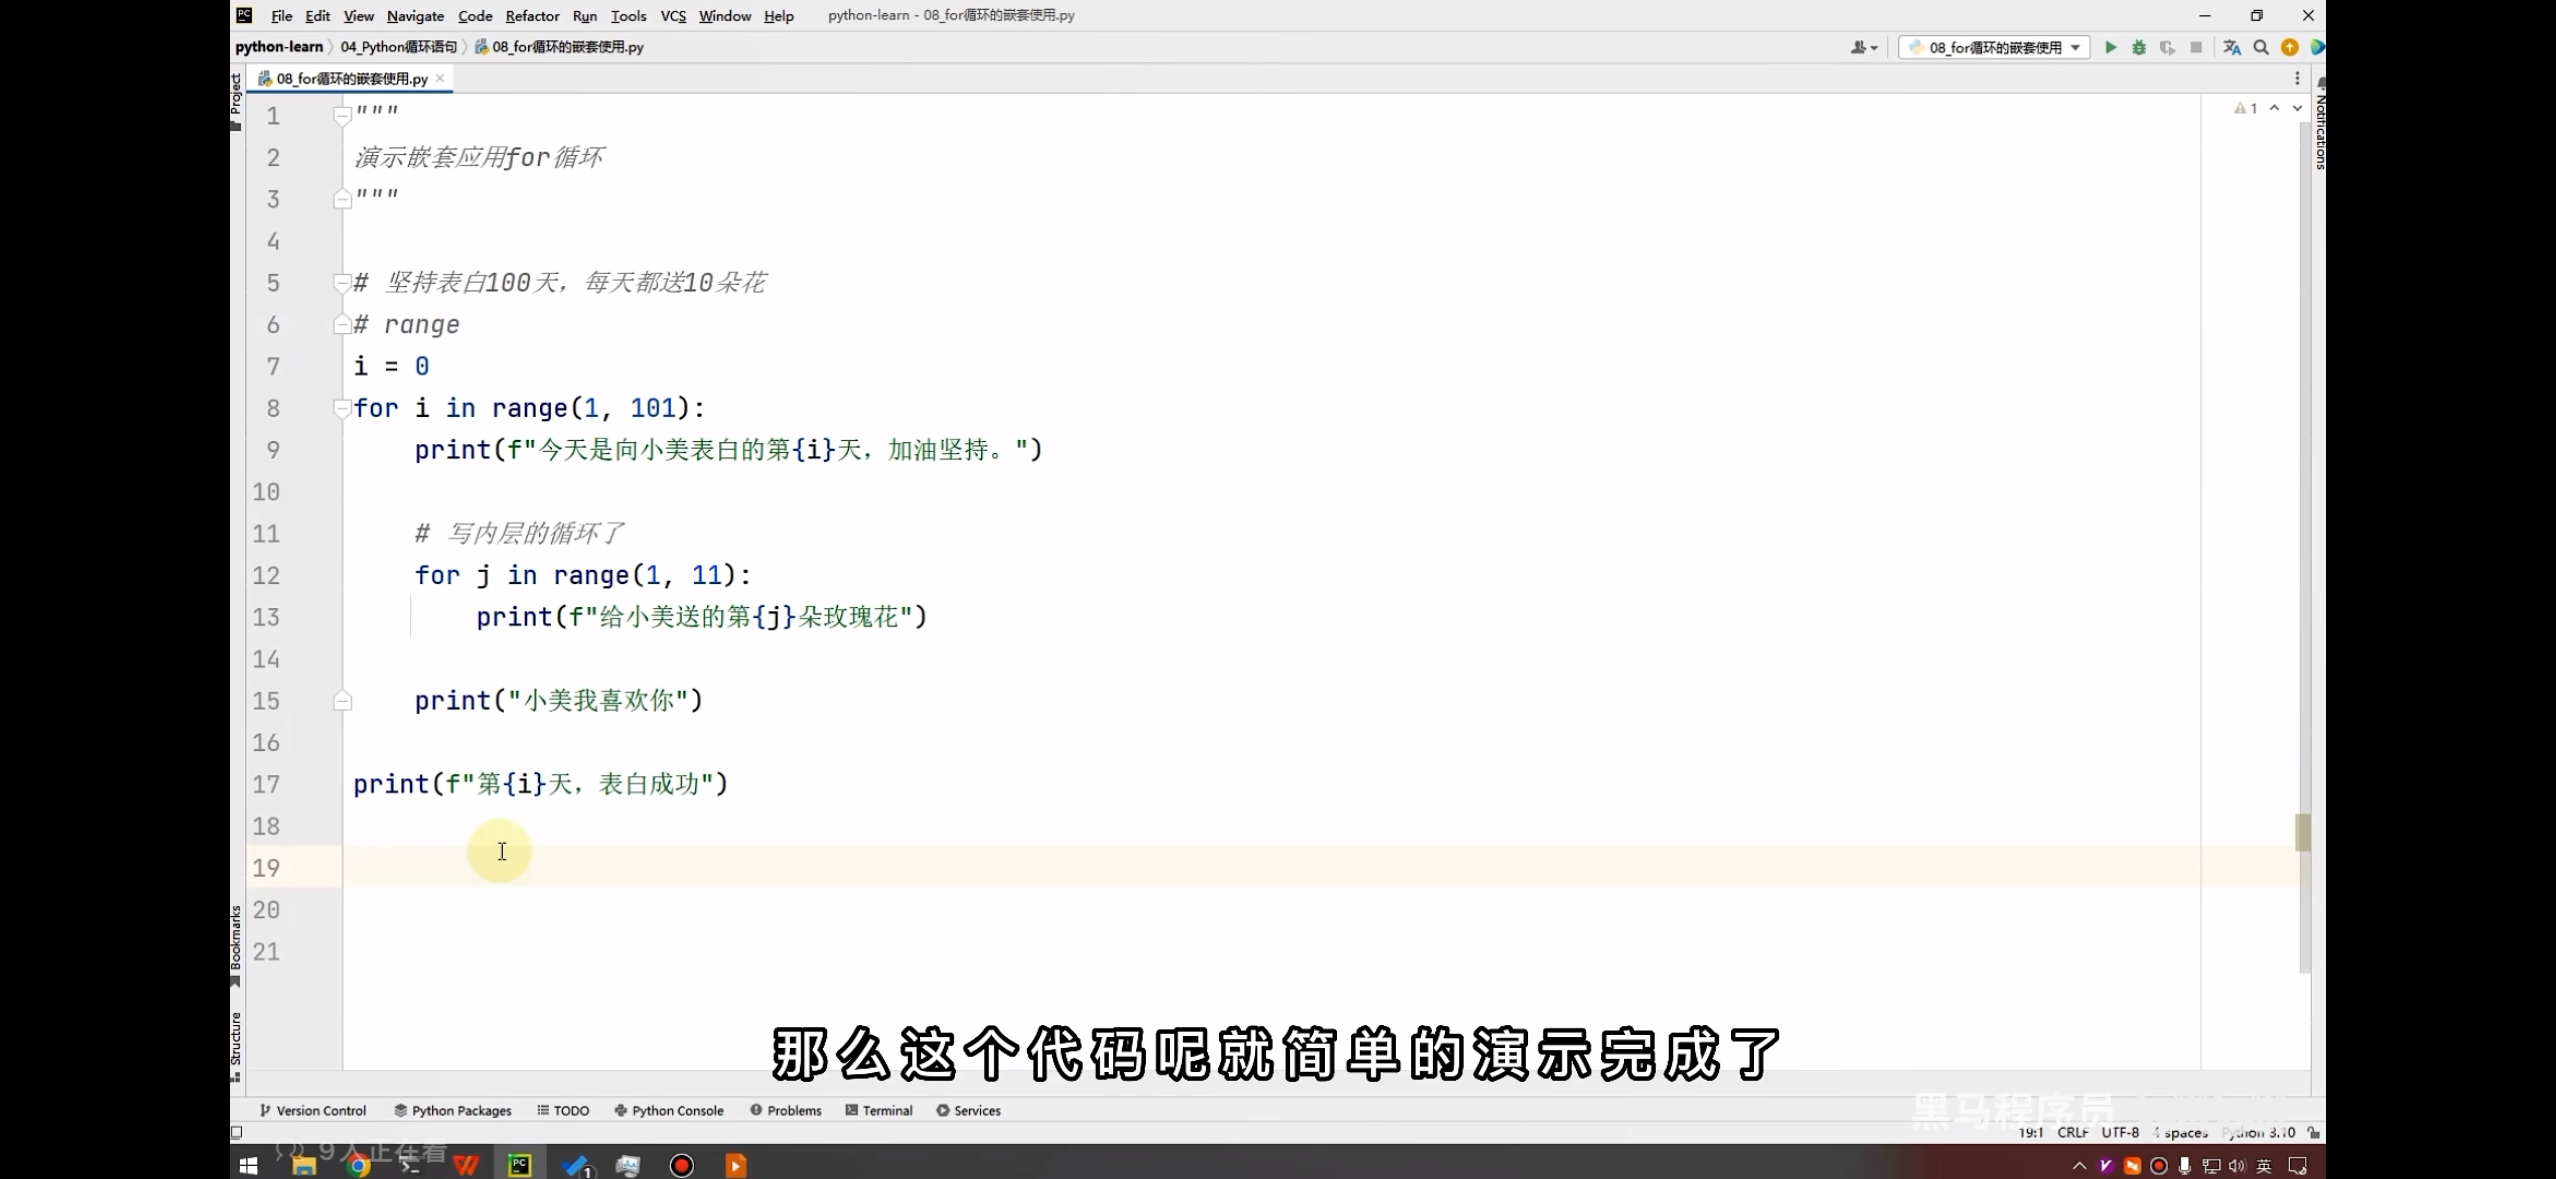 File Edit View Navigate Code Refactor Run Tools VCS Window Help python-learn - 08_for循环的嵌套使用.py
python-learn 04_Python循环语句 08_for循环的嵌套使用.py 08_for循环的嵌套使用
08_for循环的嵌套使用.py
Project
Notifications
1
1 """
2 演示嵌套应用for循环
3 """
4
5 # 坚持表白100天，每天都送10朵花
6 # range
7 i = 0
8 for i in range(1, 101):
9 print(f"今天是向小美表白的第{i}天，加油坚持。")
10
11 # 写内层的循环了
12 for j in range(1, 11):
13 print(f"给小美送的第{j}朵玫瑰花")
14
15 print("小美我喜欢你")
16
17 print(f"第{i}天，表白成功")
18
19
20
21
Bookmarks
Structure
那么这个代码呢就简单的演示完成了
Version Control Python Packages TODO Python Console Problems Terminal Services
黑马程序员
19:1 CRLF UTF-8 4 spaces Python 3.10
9人正在看
英